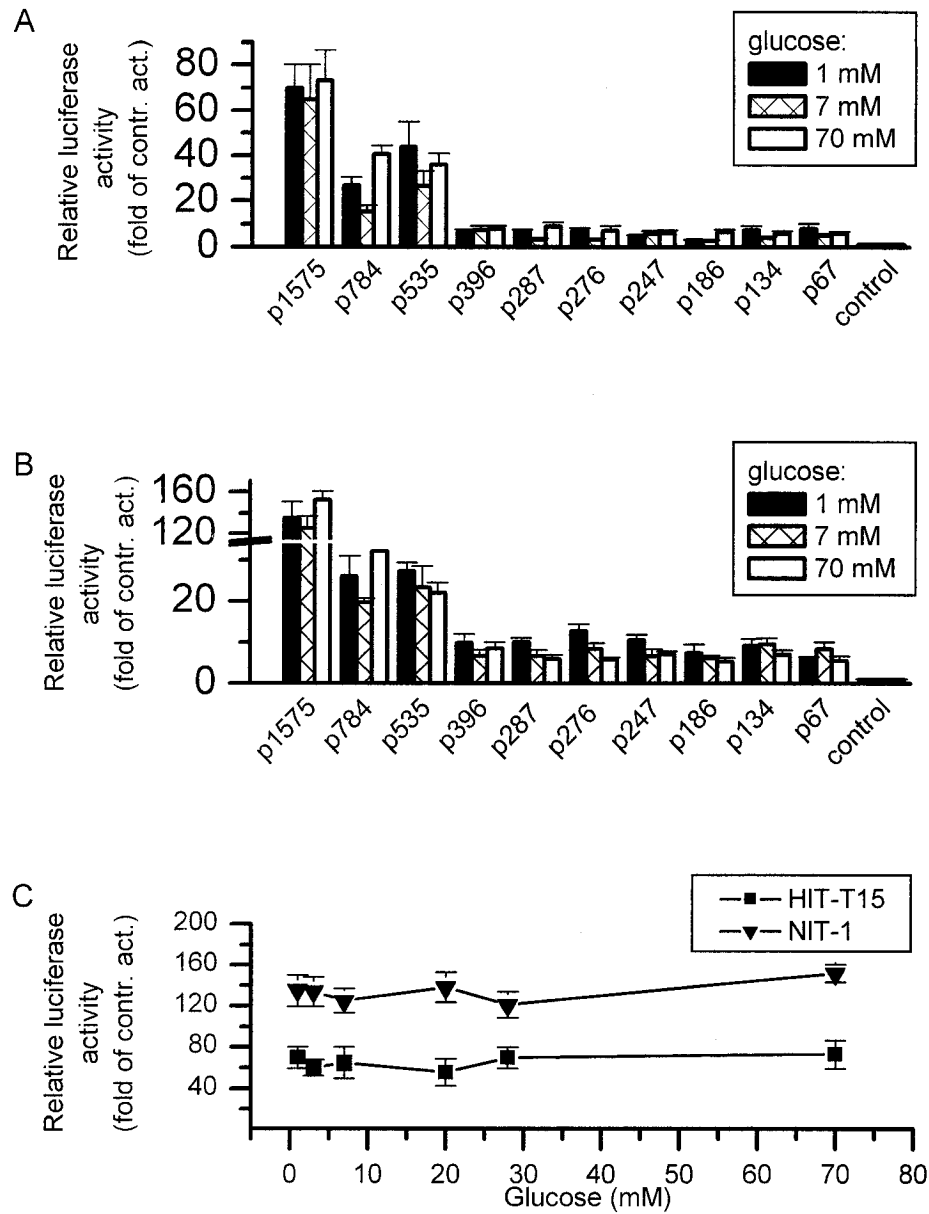 A
Relative luciferase
activity
(fold of contr. act.)
80
60
40
20
0
glucose:
1 mM
7 mM
70 mM
p1575
p784
p535
p396
p287
p276
p247
p186
p134
p67
control
B
Relative luciferase
activity
(fold of contr. act.)
160
120
20
0
glucose:
1 mM
7 mM
70 mM
p1575
p784
p535
p396
p287
p276
p247
p186
p134
p67
control
C
Relative luciferase
activity
(fold of contr. act.)
200
160
120
80
40
HIT-T15
NIT-1
0 10 20 30 40 50 60 70 80
Glucose (mM)